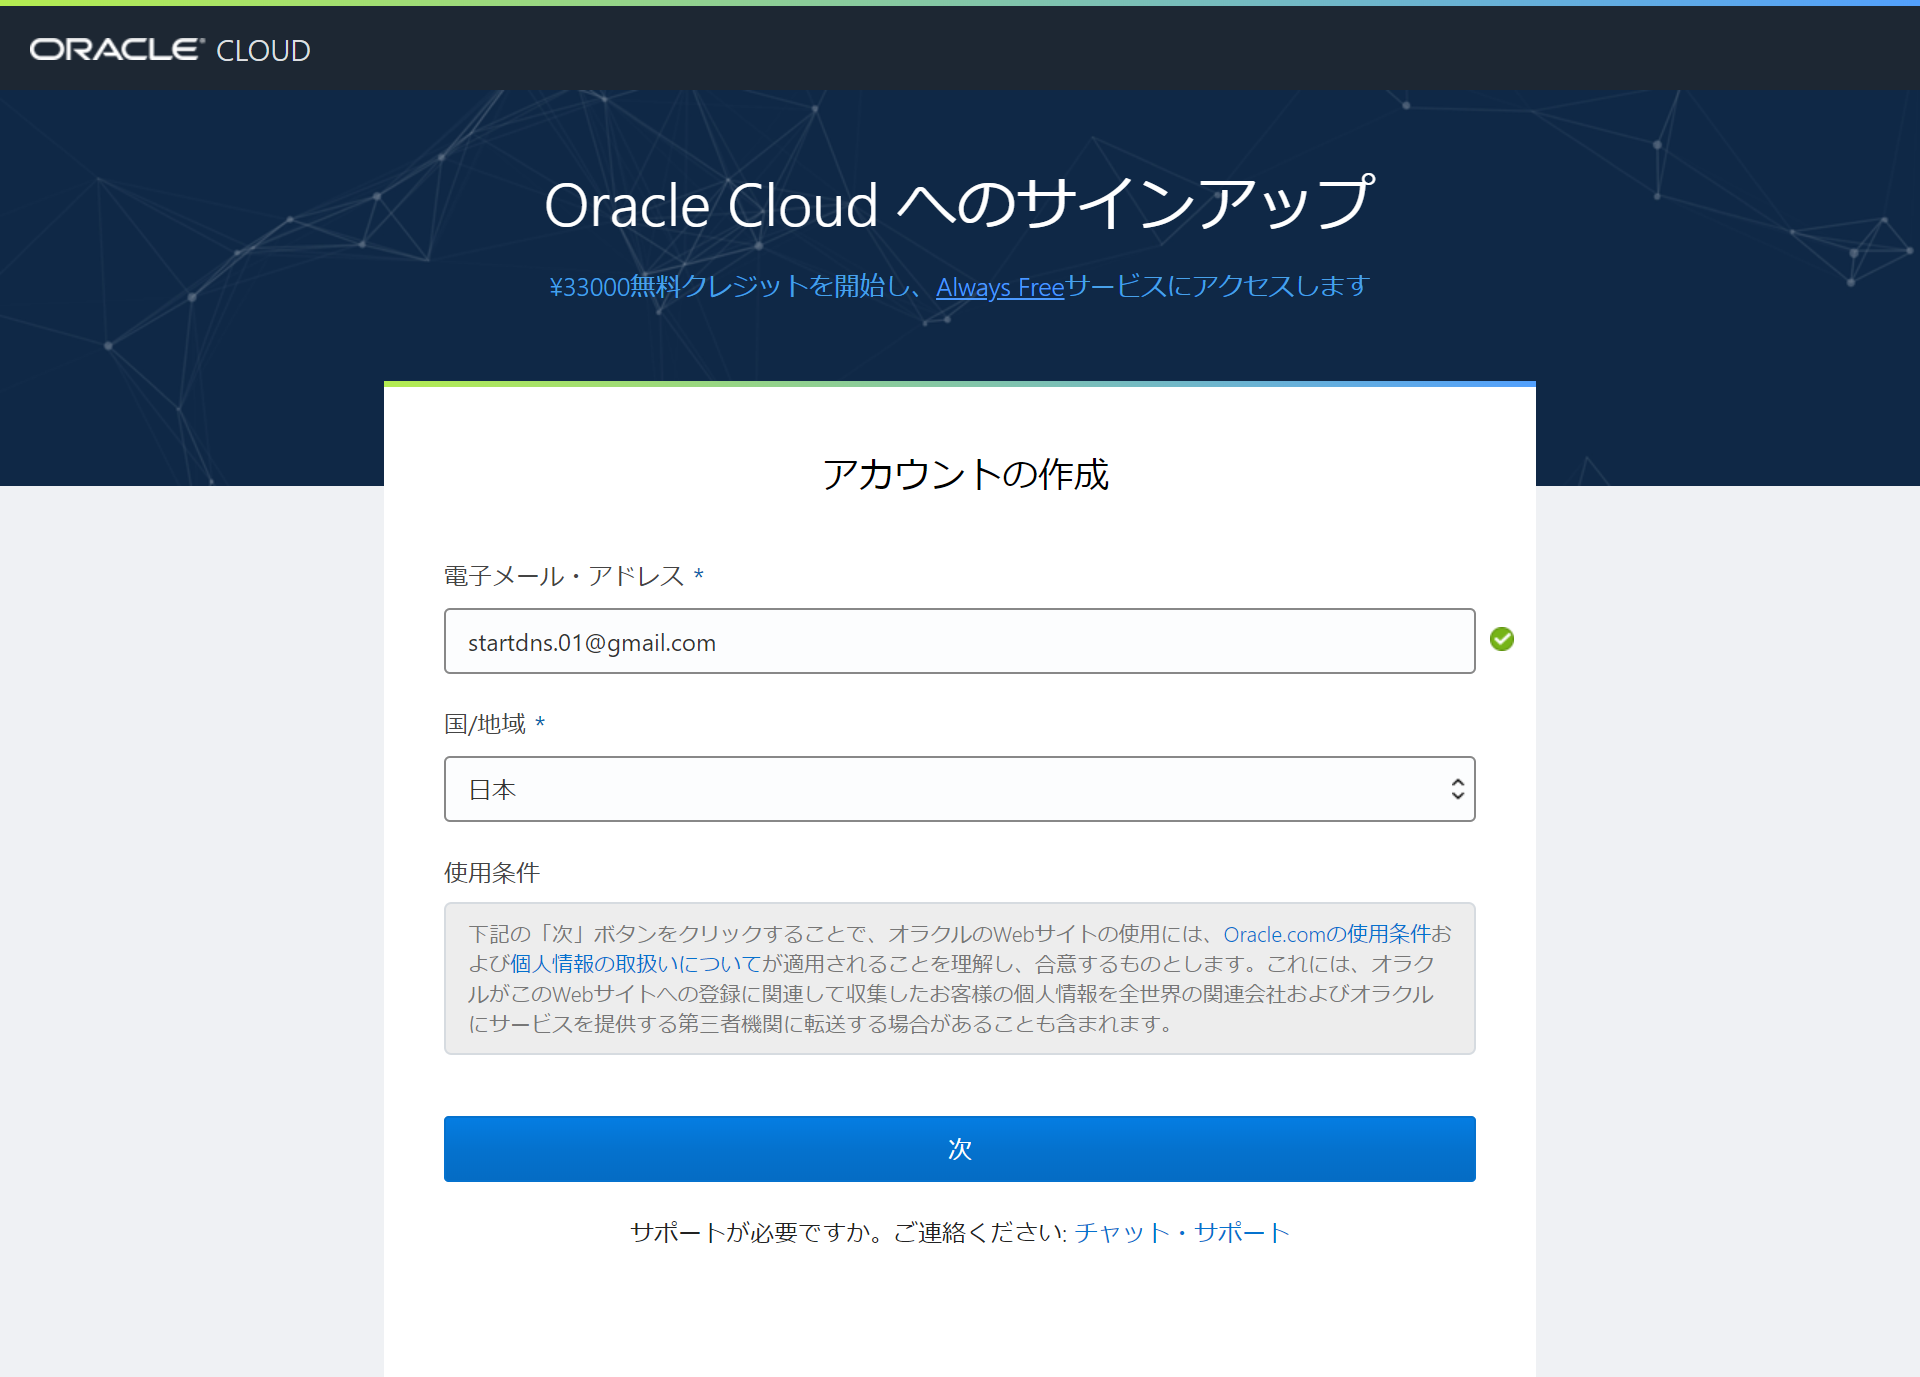 ORACLE® CLOUD
Oracle Cloud へのサインアップ
¥33000無料クレジットを開始し、Always Freeサービスにアクセスします
アカウントの作成
電子メール・アドレス *
startdns.01@gmail.com
国/地域 *
日本
使用条件
下記の「次」ボタンをクリックすることで、オラクルのWebサイトの使用には、Oracle.comの使用条件お
よび個人情報の取扱いについてが適用されることを理解し、合意するものとします。これには、オラク
ルがこのWebサイトへの登録に関連して収集したお客様の個人情報を全世界の関連会社およびオラクル
にサービスを提供する第三者機関に転送する場合があることも含まれます。
次
サポートが必要ですか。ご連絡ください: チャット・サポート